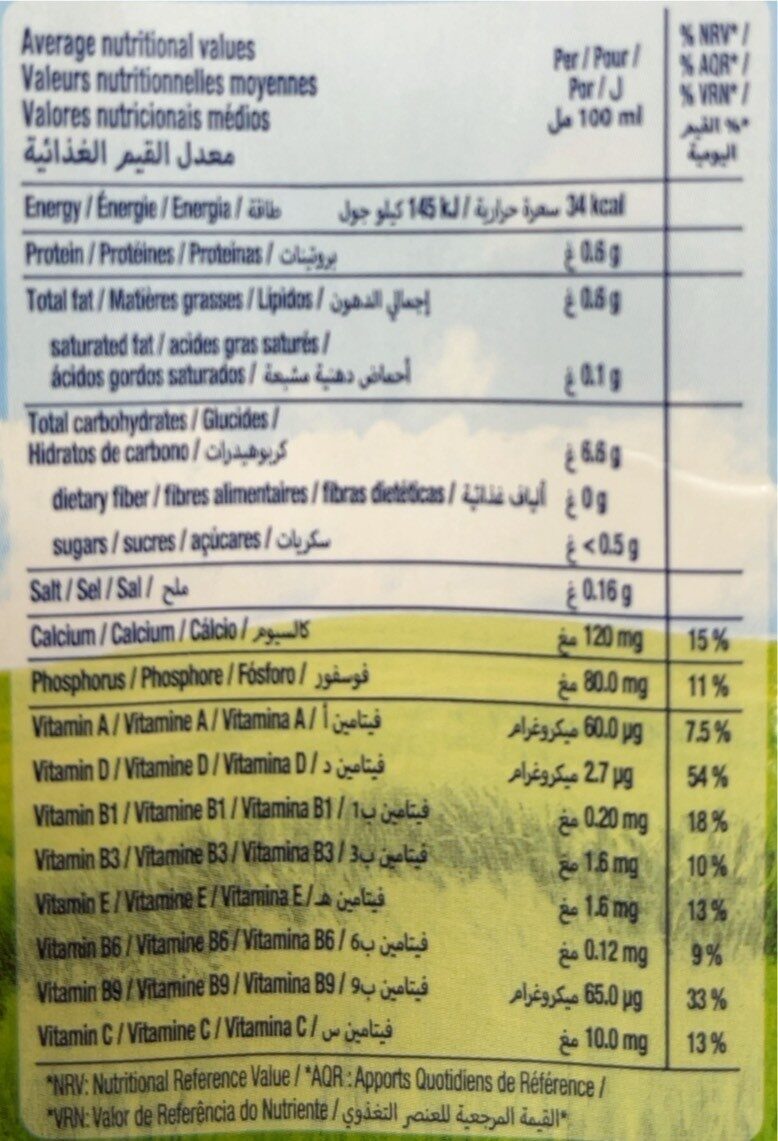 Average nutritional values
Valeurs nutritionnelles moyennes
Valores nutricionais médios
معدل القيم الغذائية
Per / Pour /
Por / لـ
100 ml مل
% NRV* /
% AQR* /
% VRN* /
*% القيم
اليومية
Energy / Énergie / Energia / طاقة 34 kcal سعرة حرارية / 145 kJ كيلو جول
Protein / Protéines / Proteínas / بروتينات 0.6 g غ
Total fat / Matières grasses / Lípidos / إجمالي الدهون 0.6 g غ
saturated fat / acides gras saturés /
ácidos gordos saturados / أحماض دهنية مشبعة 0.1 g غ
Total carbohydrates / Glucides /
Hidratos de carbono / كربوهيدرات 6.6 g غ
dietary fiber / fibres alimentaires / fibras dietéticas / ألياف غذائية 0 g غ
sugars / sucres / açúcares / سكريات <0.5 g غ
Salt / Sel / Sal / ملح 0.16 g غ
Calcium / Calcium / Cálcio / كالسيوم 120 mg مغ 15 %
Phosphorus / Phosphore / Fósforo / فوسفور 80.0 mg مغ 11 %
Vitamin A / Vitamine A / Vitamina A / فيتامين أ 60.0 µg ميكروغرام 7.5 %
Vitamin D / Vitamine D / Vitamina D / فيتامين د 2.7 µg ميكروغرام 54 %
Vitamin B1 / Vitamine B1 / Vitamina B1 / فيتامين ب1 0.20 mg مغ 18 %
Vitamin B3 / Vitamine B3 / Vitamina B3 / فيتامين ب3 1.6 mg مغ 10 %
Vitamin E / Vitamine E / Vitamina E / فيتامين هـ 1.6 mg مغ 13 %
Vitamin B6 / Vitamine B6 / Vitamina B6 / فيتامين ب6 0.12 mg مغ 9 %
Vitamin B9 / Vitamine B9 / Vitamina B9 / فيتامين ب9 65.0 µg ميكروغرام 33 %
Vitamin C / Vitamine C / Vitamina C / فيتامين س 10.0 mg مغ 13 %
*NRV: Nutritional Reference Value / *AQR : Apports Quotidiens de Référence /
*VRN: Valor de Referência do Nutriente / *القيمة المرجعية للعنصر التغذوي